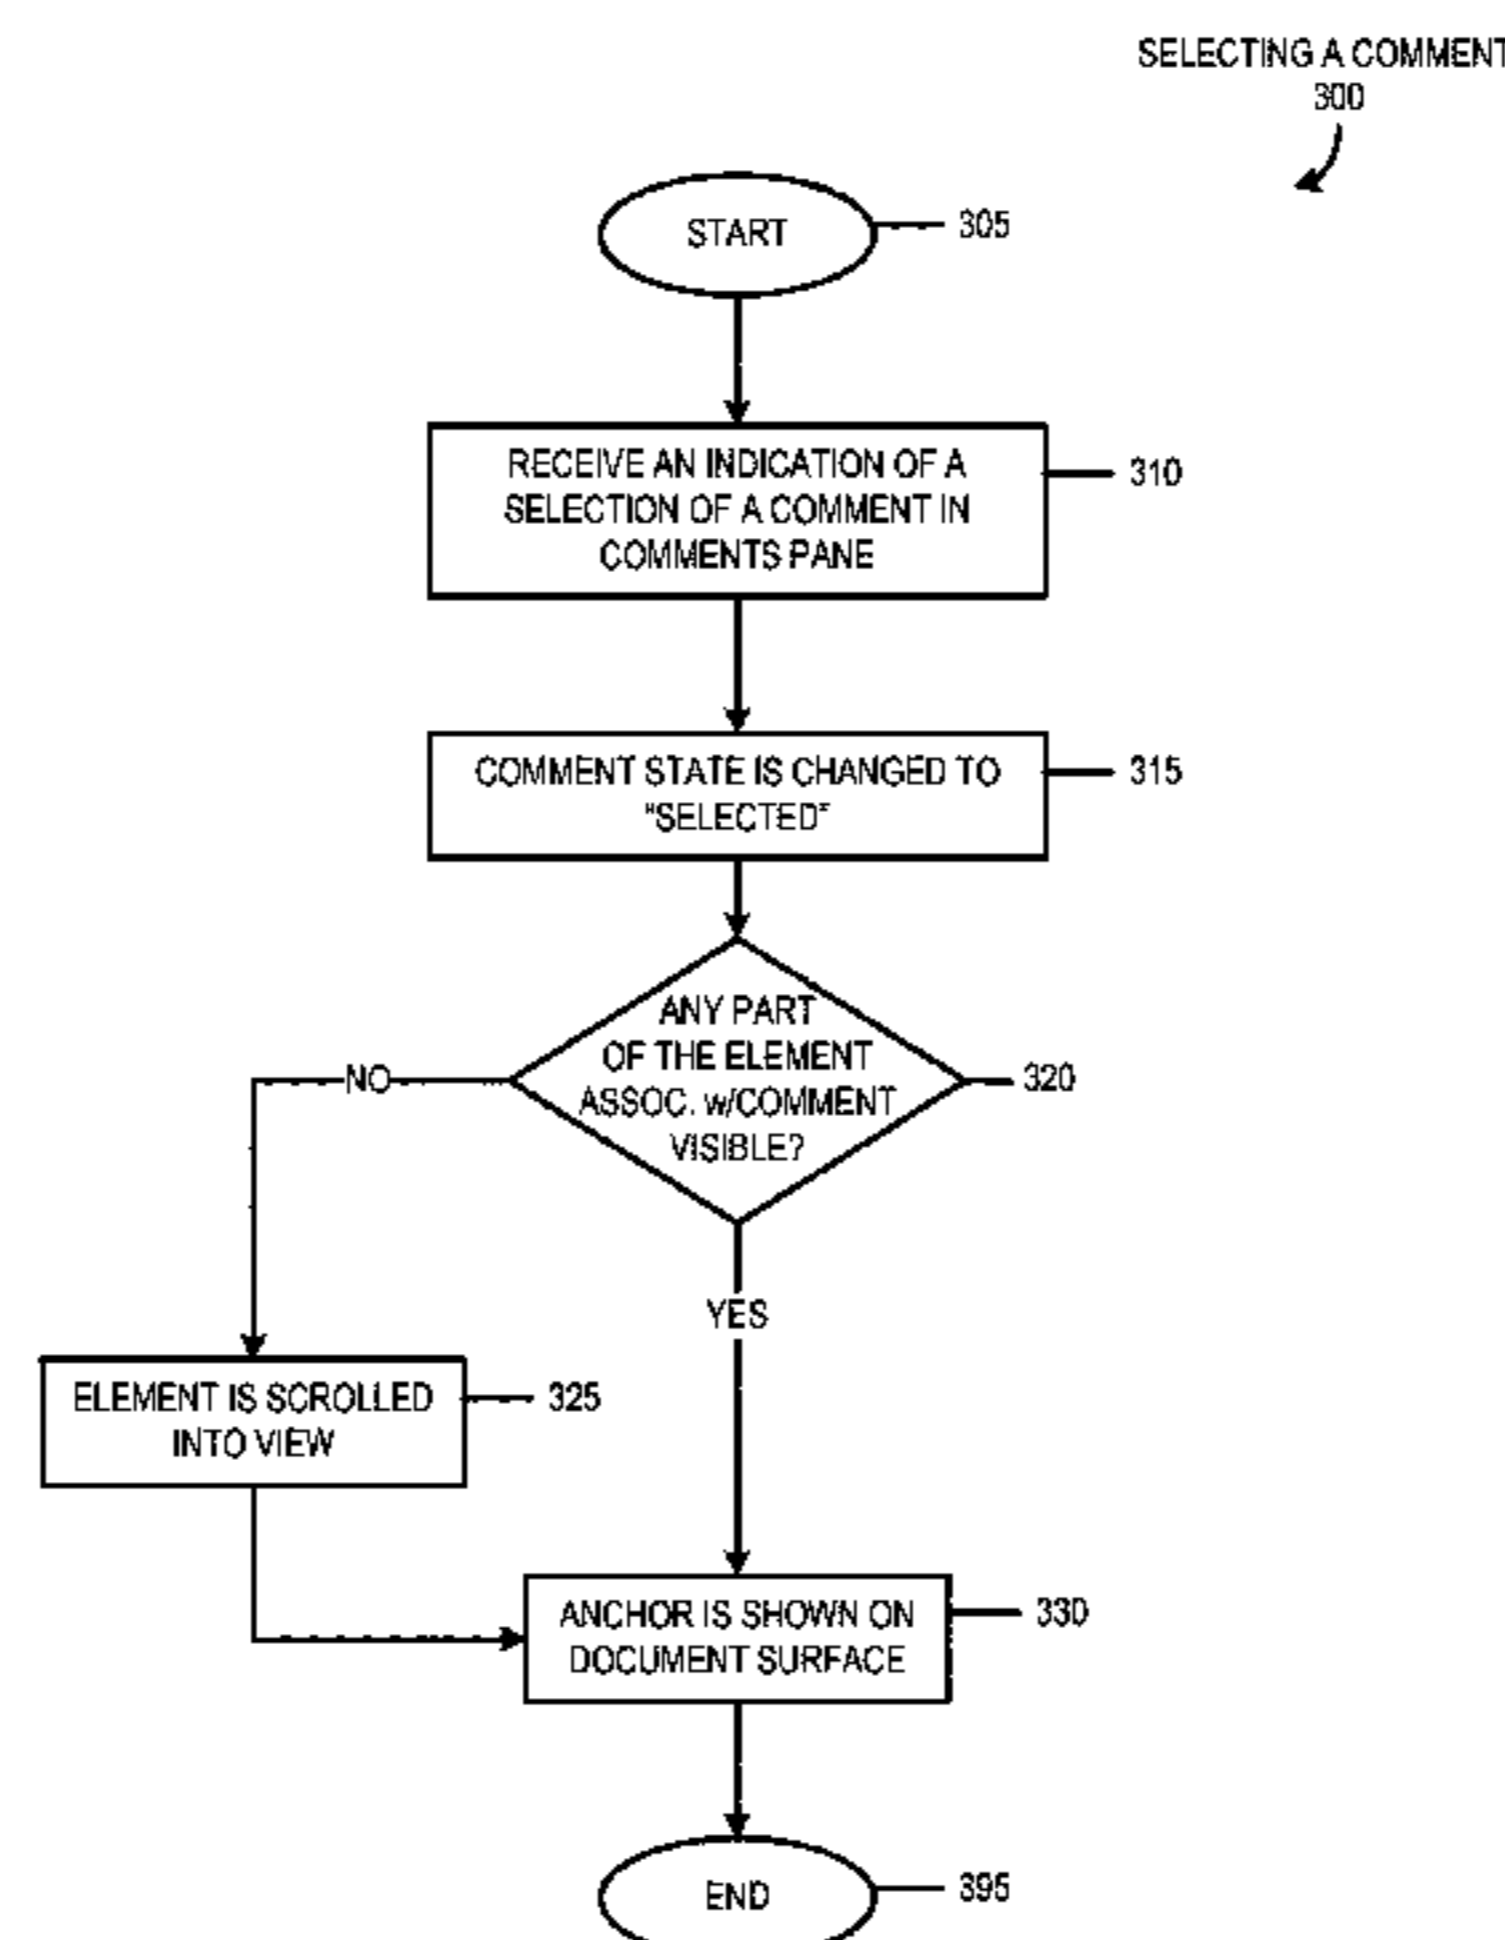 SELECTING A COMMENT
300
START
305
RECEIVE AN INDICATION OF A
SELECTION OF A COMMENT IN
COMMENTS PANE
310
COMMENT STATE IS CHANGED TO
"SELECTED"
315
ANY PART
OF THE ELEMENT
ASSOC. w/COMMENT
VISIBLE?
320
NO
YES
ELEMENT IS SCROLLED
INTO VIEW
325
ANCHOR IS SHOWN ON
DOCUMENT SURFACE
330
END
395